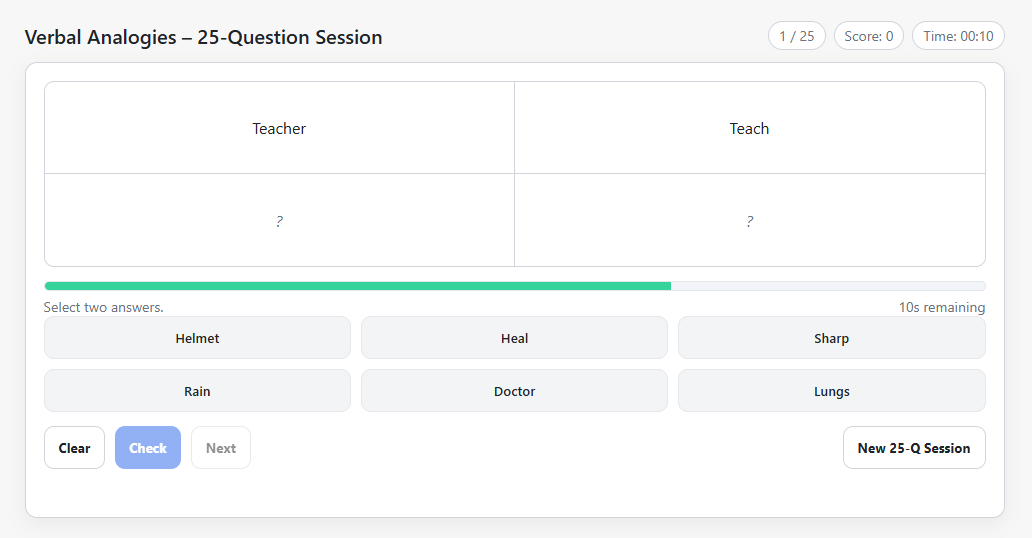 Verbal Analogies – 25-Question Session
1 / 25 Score: 0 Time: 00:10
Teacher Teach
? ?
Select two answers. 10s remaining
Helmet Heal Sharp
Rain Doctor Lungs
Clear Check Next New 25-Q Session